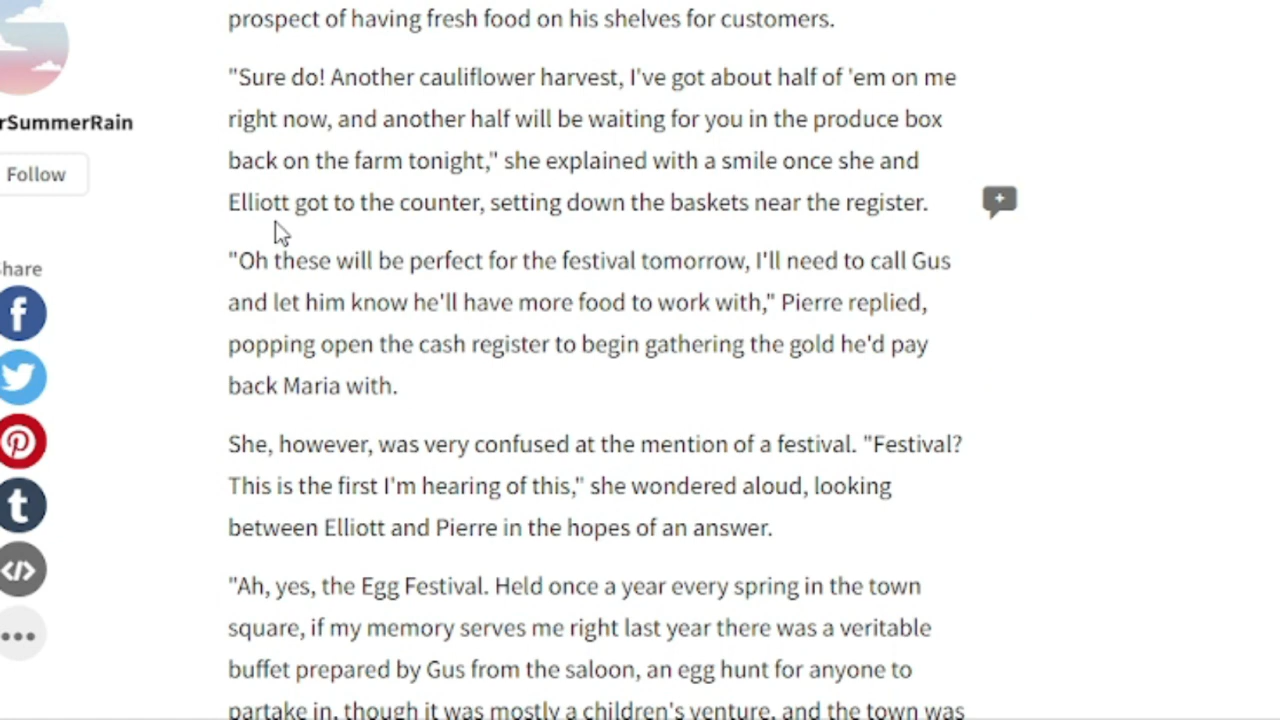 prospect of having fresh food on his shelves for customers.
"Sure do! Another cauliflower harvest, I've got about half of 'em on me
right now, and another half will be waiting for you in the produce box
back on the farm tonight," she explained with a smile once she and
Elliott got to the counter, setting down the baskets near the register.
"Oh these will be perfect for the festival tomorrow, I'll need to call Gus
and let him know he'll have more food to work with," Pierre replied,
popping open the cash register to begin gathering the gold he'd pay
back Maria with.
She, however, was very confused at the mention of a festival. "Festival?
This is the first I'm hearing of this," she wondered aloud, looking
between Elliott and Pierre in the hopes of an answer.
"Ah, yes, the Egg Festival. Held once a year every spring in the town
square, if my memory serves me right last year there was a veritable
buffet prepared by Gus from the saloon, an egg hunt for anyone to
partake in, though it was mostly a children's venture, and the town was
rSummerRain
Follow
Share